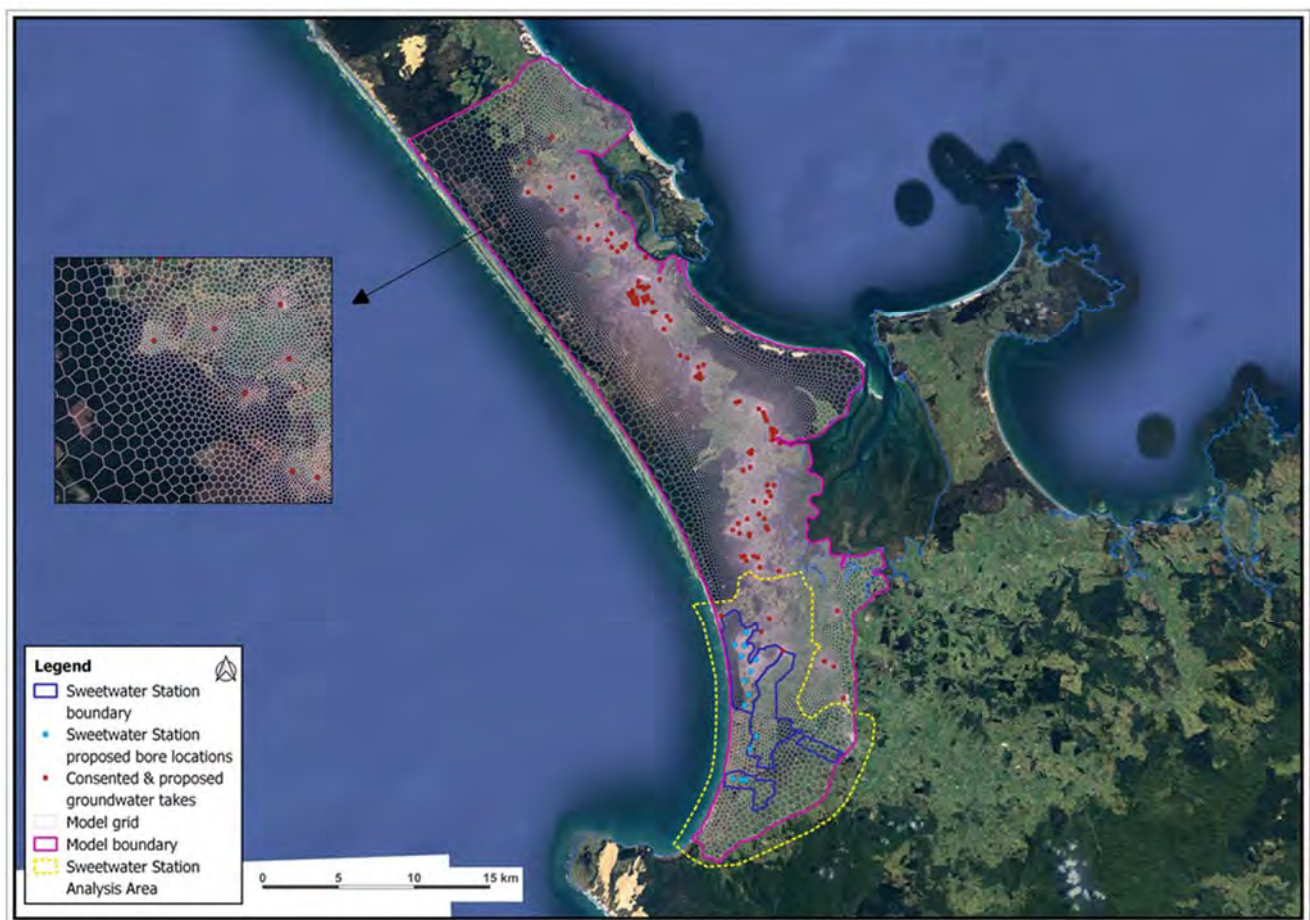 Legend
Sweetwater Station
boundary
Sweetwater Station
proposed bore locations
Consented & proposed
groundwater takes
Model grid
Model boundary
Sweetwater Station
Analysis Area
0 5 10 15 km